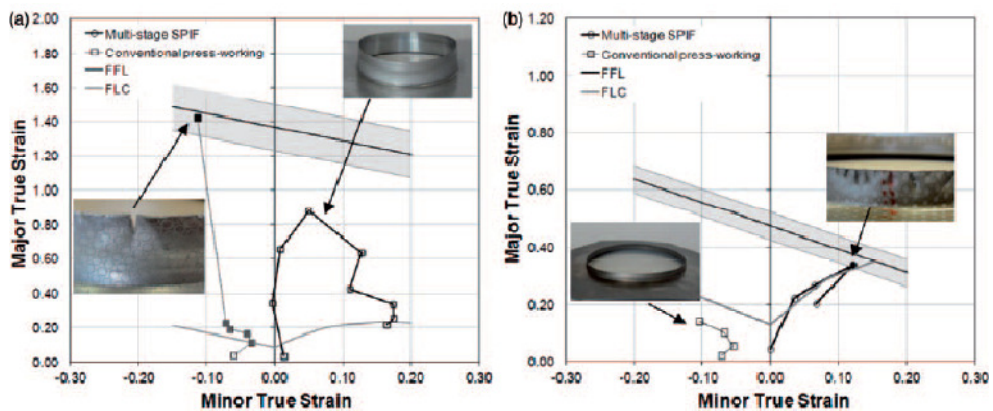 (a)
2.00
1.80
1.60
1.40
1.20
1.00
0.80
0.60
0.40
0.20
0.00
-0.30 -0.20 -0.10 0.00 0.10 0.20
Major True Strain
Minor True Strain
Multi-stage SPIF
Conventional press-working
FFL
FLC
(b)
1.20
1.00
0.80
0.60
0.40
0.20
0.00
-0.30 -0.20 -0.10 0.00 0.10 0.20 0.30
Major True Strain
Minor True Strain
Multi-stage SPIF
Conventional press-working
FFL
FLC